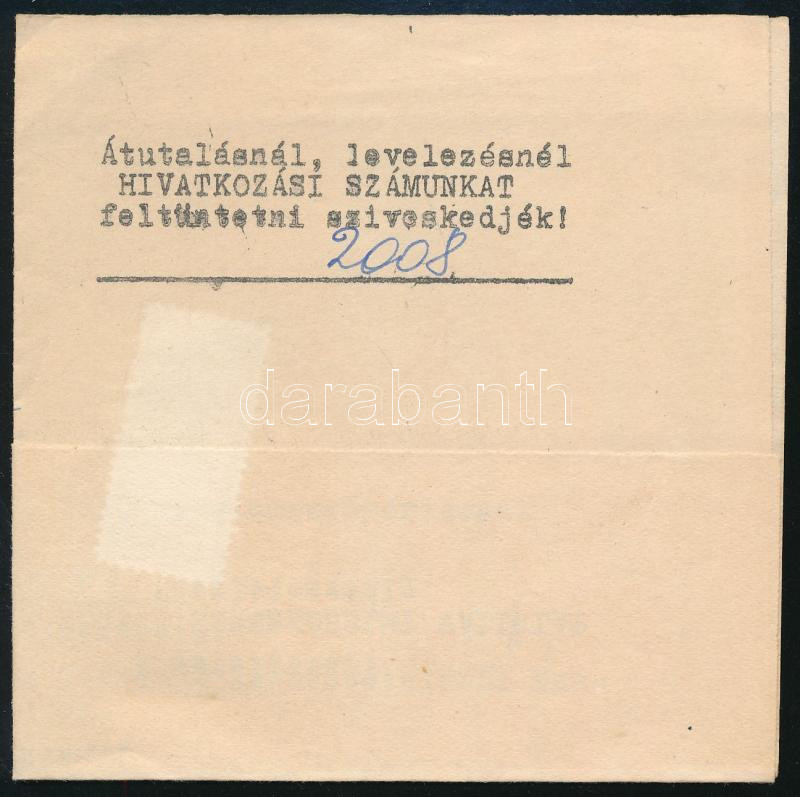 Átutalásnál, levelezésnél
HIVATKOZÁSI SZÁMUNKAT
feltüntetni sziveskedjék!
2008
darabanth